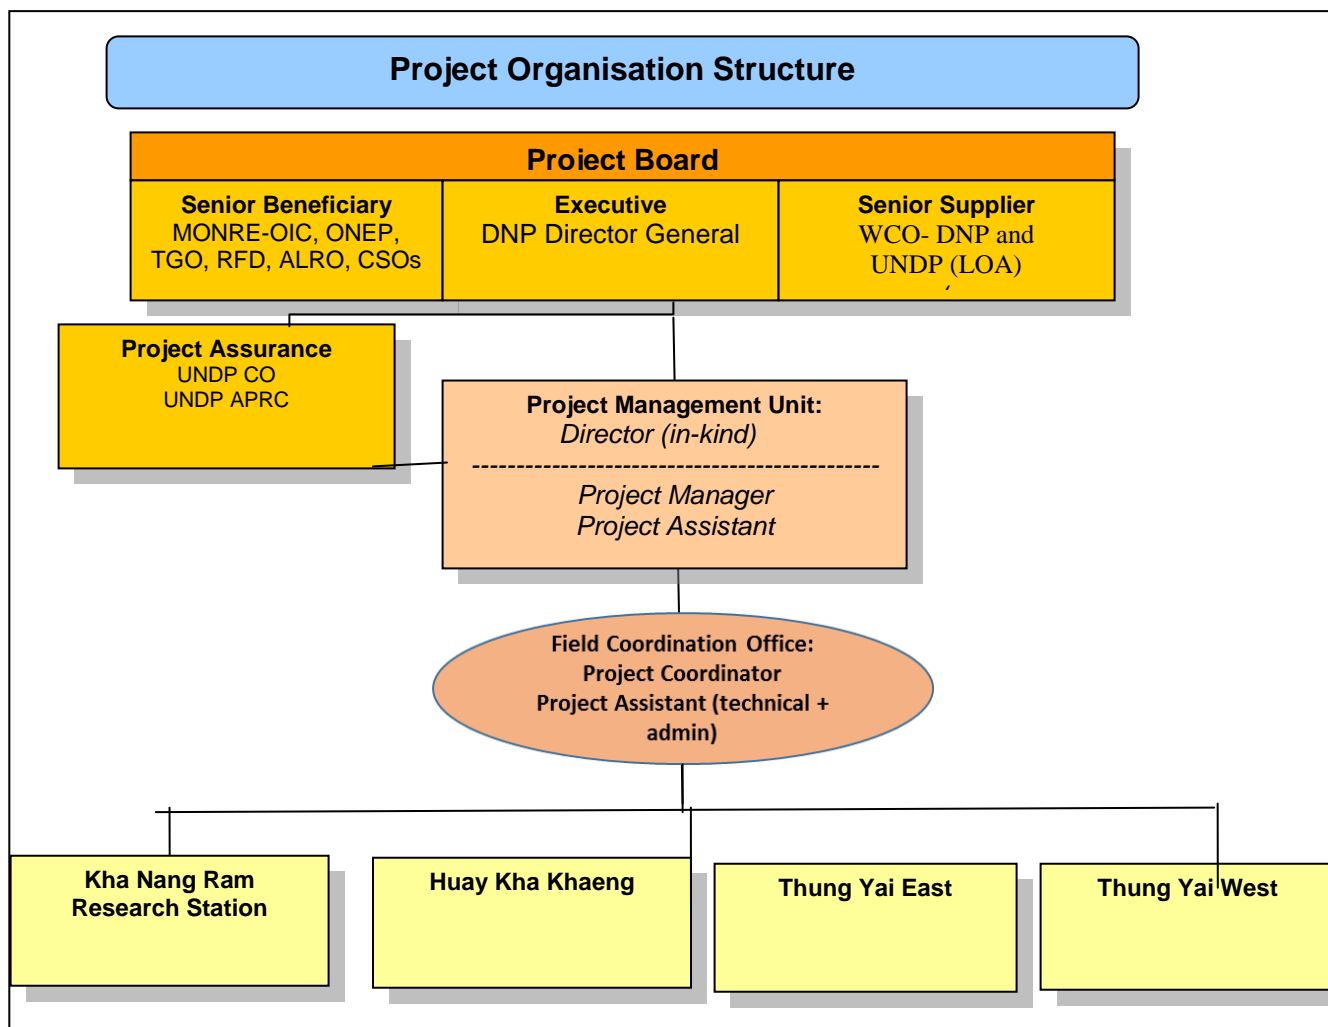 Project Organisation Structure
Project Board
Senior Beneficiary
MONRE-OIC, ONEP,
TGO, RFD, ALRO, CSOs
Executive
DNP Director General
Senior Supplier
WCO- DNP and
UNDP (LOA)
Project Assurance
UNDP CO
UNDP APRC
Project Management Unit:
Director (in-kind)
---------------------------------------------
Project Manager
Project Assistant
Field Coordination Office:
Project Coordinator
Project Assistant (technical +
admin)
Kha Nang Ram
Research Station
Huay Kha Khaeng
Thung Yai East
Thung Yai West